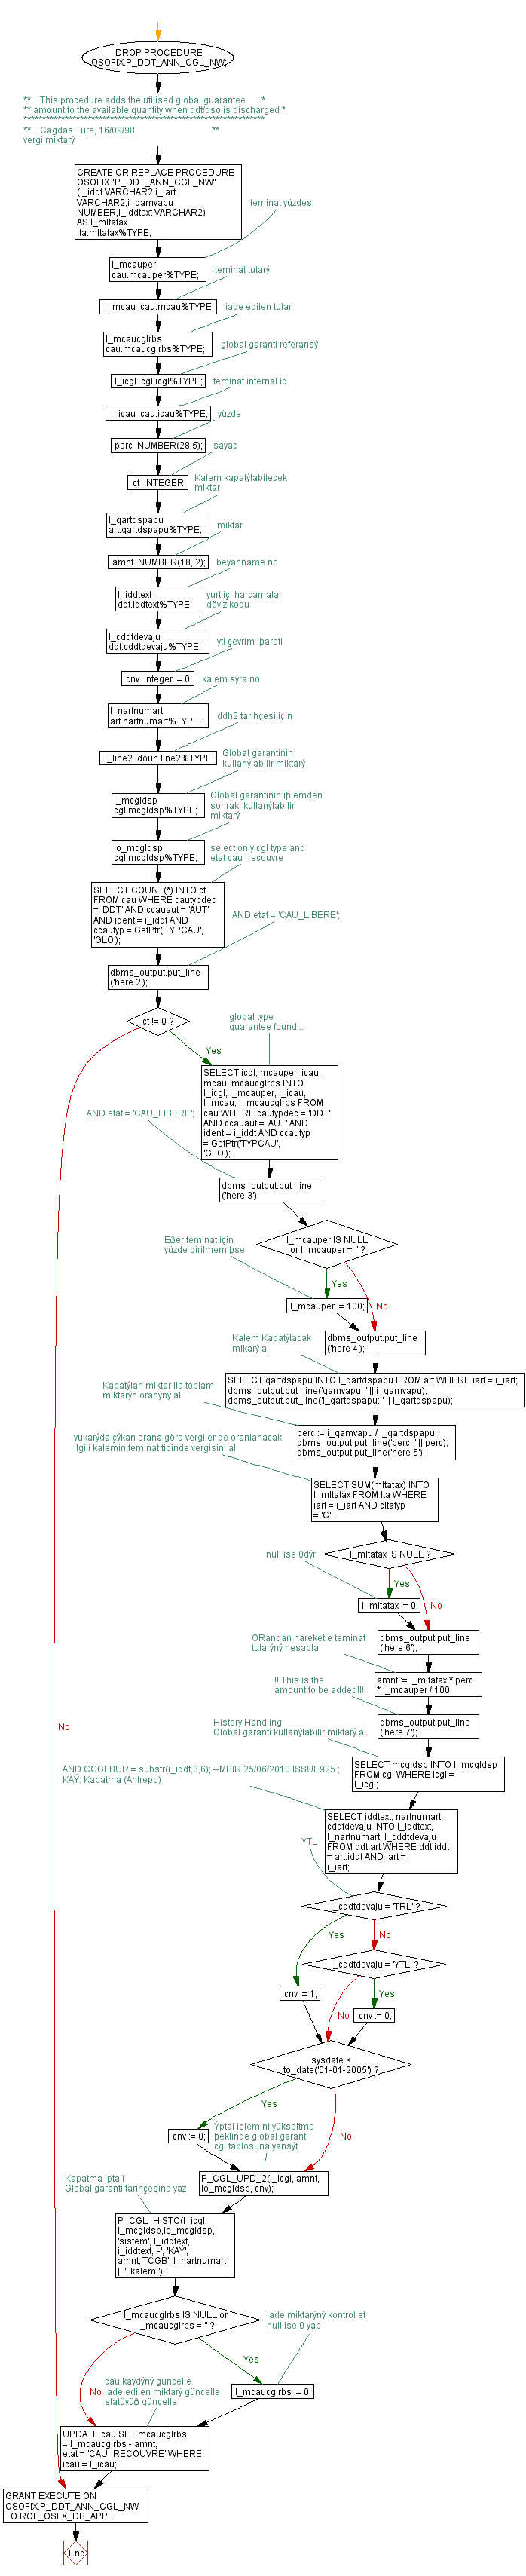 DROP PROCEDURE
OSOFIX.P_DDT_ANN_CGL_NW;
** This procedure adds the utilised global guarantee *
** amount to the available quantity when ddt/dso is discharged *
** Cagdas Ture, 16/09/98 **
vergi miktarý
CREATE OR REPLACE PROCEDURE
OSOFIX."P_DDT_ANN_CGL_NW"
(i_iddt VARCHAR2,i_iart
VARCHAR2,i_qamvapu
NUMBER,i_iddtext VARCHAR2)
AS l_mltatax
lta.mltatax%TYPE;
teminat yüzdesi
l_mcauper
cau.mcauper%TYPE;
teminat tutarý
l_mcau cau.mcau%TYPE;
iade edilen tutar
l_mcaucglrbs
cau.mcaucglrbs%TYPE;
global garanti referansý
l_icgl cgl.icgl%TYPE;
teminat internal id
l_icau cau.icau%TYPE;
yüzde
perc NUMBER(28,5);
sayac
ct INTEGER;
Kalem kapatýlabilecek
miktar
l_qartdspapu
art.qartdspapu%TYPE;
miktar
amnt NUMBER(18, 2);
beyanname no
l_iddtext
ddt.iddtext%TYPE;
yurt içi harcamalar
döviz kodu
l_cddtdevaju
ddt.cddtdevaju%TYPE;
ytl çevrim iþareti
cnv integer := 0;
kalem sýra no
l_nartnumart
art.nartnumart%TYPE;
ddh2 tarihçesi için
l_line2 douh.line2%TYPE;
Global garantinin
kullanýlabilir miktarý
l_mcgldsp
cgl.mcgldsp%TYPE;
Global garantinin iþlemden
sonraki kullanýlabilir
miktarý
lo_mcgldsp
cgl.mcgldsp%TYPE;
select only cgl type and
etat cau_recouvre
SELECT COUNT(*) INTO ct
FROM cau WHERE cautypdec
= 'DDT' AND ccauaut = 'AUT'
AND ident = i_iddt AND
ccautyp = GetPtr('TYPCAU',
'GLO');
AND etat = 'CAU_LIBERE';
dbms_output.put_line
('here 2');
ct != 0 ?
global type
guarantee found...
Yes
SELECT icgl, mcauper, icau,
mcau, mcaucglrbs INTO
l_icgl, l_mcauper, l_icau,
l_mcau, l_mcaucglrbs FROM
cau WHERE cautypdec = 'DDT'
AND ccauaut = 'AUT' AND
ident = i_iddt AND ccautyp
= GetPtr('TYPCAU',
'GLO');
AND etat = 'CAU_LIBERE';
dbms_output.put_line
('here 3');
l_mcauper IS NULL
or l_mcauper = '' ?
Eðer teminat için
yüzde girilmemiþse
Yes
l_mcauper := 100;
No
dbms_output.put_line
('here 4');
Kalem Kapatýlacak
mikarý al
SELECT qartdspapu INTO l_qartdspapu FROM art WHERE iart = i_iart;
dbms_output.put_line('qamvapu: ' || i_qamvapu);
dbms_output.put_line('l_qartdspapu: ' || l_qartdspapu);
Kapatýlan miktar ile toplam
miktarýn oranýný al
perc := i_qamvapu / l_qartdspapu;
dbms_output.put_line('perc: ' || perc);
dbms_output.put_line('here 5');
yukarýda çýkan orana göre vergiler de oranlanacak
ilgili kalemin teminat tipinde vergisini al
SELECT SUM(mltatax) INTO
l_mltatax FROM lta WHERE
iart = i_iart AND cltatyp
= 'C';
l_mltatax IS NULL ?
null ise 0dýr
Yes
No
l_mltatax := 0;
dbms_output.put_line
('here 6');
ORandan hareketle teminat
tutarýný hesapla
amnt := l_mltatax * perc
* l_mcauper / 100;
!! This is the
amount to be added!!!
dbms_output.put_line
('here 7');
History Handling
Global garanti kullanýlabilir miktarý al
No
SELECT mcgldsp INTO l_mcgldsp
FROM cgl WHERE icgl =
l_icgl;
AND CCGLBUR = substr(i_iddt,3,6); --MBIR 25/06/2010 ISSUE925 ;
KAY: Kapatma (Antrepo)
SELECT iddtext, nartnumart,
cddtdevaju INTO l_iddtext,
l_nartnumart, l_cddtdevaju
FROM ddt,art WHERE ddt.iddt
= art.iddt AND iart =
i_iart;
YTL
l_cddtdevaju = 'TRL' ?
Yes
No
l_cddtdevaju = 'YTL' ?
cnv := 1;
Yes
No
cnv := 0;
sysdate <
to_date('01-01-2005') ?
Yes
No
cnv := 0;
Ýptal iþlemini yükseltme
þeklinde global garanti
cgl tablosuna yansýt
P_CGL_UPD_2(l_icgl, amnt,
lo_mcgldsp, cnv);
Kapatma iptali
Global garanti tarihçesine yaz
P_CGL_HISTO(l_icgl,
l_mcgldsp,lo_mcgldsp,
'sistem', l_iddtext,
i_iddtext, '-', 'KAY',
amnt,'TCGB', l_nartnumart
|| '. kalem ');
l_mcaucglrbs IS NULL or
l_mcaucglrbs = '' ?
iade miktarýný kontrol et
null ise 0 yap
Yes
No
cau kaydýný güncelle
iade edilen miktarý güncelle
statüyüð güncelle
l_mcaucglrbs := 0;
UPDATE cau SET mcaucglrbs
= l_mcaucglrbs - amnt,
etat = 'CAU_RECOUVRE' WHERE
icau = l_icau;
GRANT EXECUTE ON
OSOFIX.P_DDT_ANN_CGL_NW
TO ROL_OSFX_DB_APP;
End